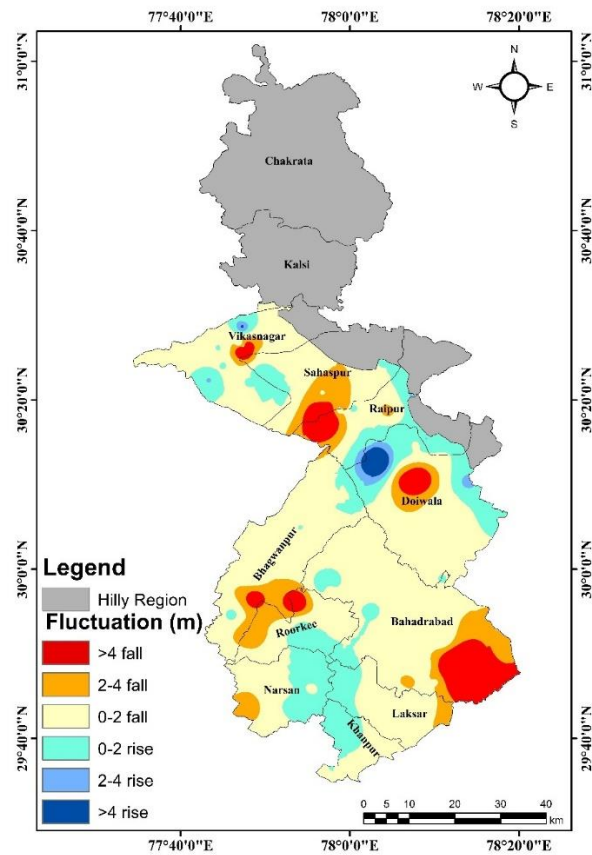 77°40'0"E 78°0'0"E 78°20'0"E
31°0'0"N
30°40'0"N
30°20'0"N
30°0'0"N
29°40'0"N
N
W E
S
Chakrata
Kalsi
Vikasnagar
Sahaspur
Raipur
Doiwala
Bhagwanpur
Roorkee
Bahadrabad
Narsan
Laksar
Khanpur
Legend
Hilly Region
Fluctuation (m)
>4 fall
2-4 fall
0-2 fall
0-2 rise
2-4 rise
>4 rise
0 5 10 20 30 40
km
31°0'0"N
30°40'0"N
30°20'0"N
30°0'0"N
29°40'0"N
77°40'0"E 78°0'0"E 78°20'0"E